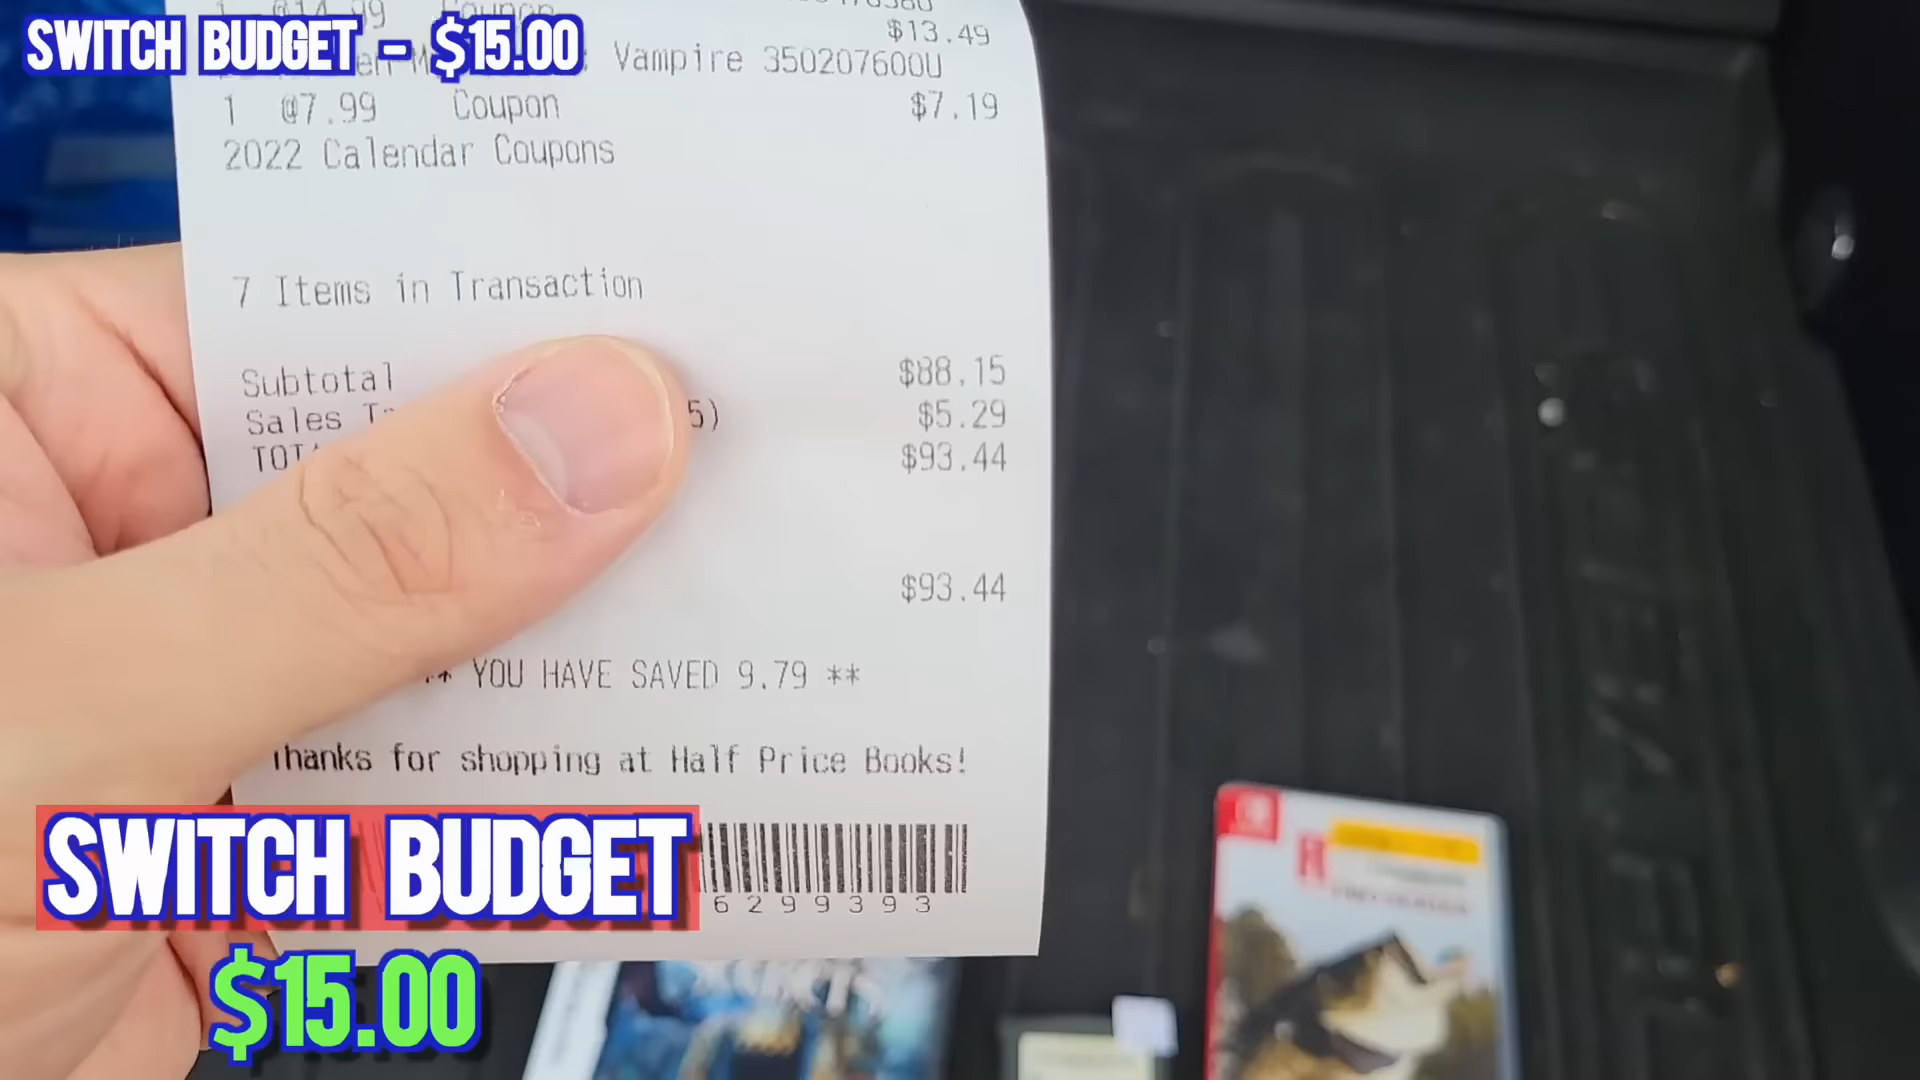 SWITCH BUDGET - $15.00
$13.49
Vampire 350207600U
1 @7.99 Coupon $7.19
2022 Calendar Coupons
7 Items in Transaction
Subtotal $88.15
Sales 5) $5.29
$93.44
$93.44
YOU HAVE SAVED 9.79 **
Thanks for shopping at Half Price Books!
6299393
SWITCH BUDGET
$15.00